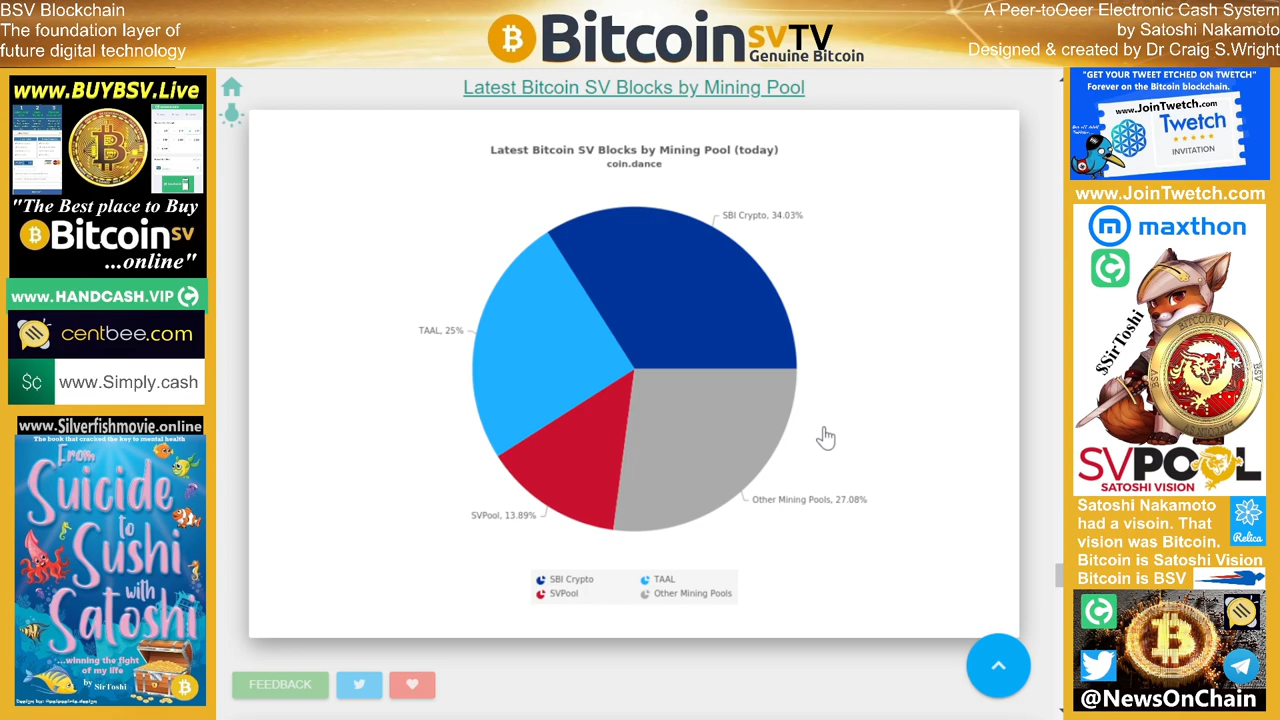 BSV Blockchain
The foundation layer of
future digital technology
Bitcoin SV TV
Genuine Bitcoin
A Peer-toOeer Electronic Cash System
by Satoshi Nakamoto
Designed & created by Dr Craig S.Wright
www.BUYBSV.Live
"The Best place to Buy
Bitcoin SV
...online"
www.HANDCASH.VIP
centbee.com
$c www.Simply.cash
www.Silverfishmovie.online
The book that cracked the key to mental health
From
Suicide
to
Sushi
with
Satoshi
...winning the fight
of my life
by SirToshi
Latest Bitcoin SV Blocks by Mining Pool
Latest Bitcoin SV Blocks by Mining Pool (today)
coin.dance
SBI Crypto, 34.03%
TAAL, 25%
Other Mining Pools, 27.08%
SVPool, 13.89%
SBI Crypto
TAAL
SVPool
Other Mining Pools
FEEDBACK
"GET YOUR TWEET ETCHED ON TWETCH"
Forever on the Bitcoin blockchain.
www.JoinTwetch.com
Twetch
INVITATION
www.JoinTwetch.com
maxthon
$SirToshi
BITCOIN SV
BSV
BSV
SVPOOL
SATOSHI VISION
Satoshi Nakamoto
had a visoin. That
vision was Bitcoin.
Relica
Bitcoin is Satoshi Vision
Bitcoin is BSV
@NewsOnChain